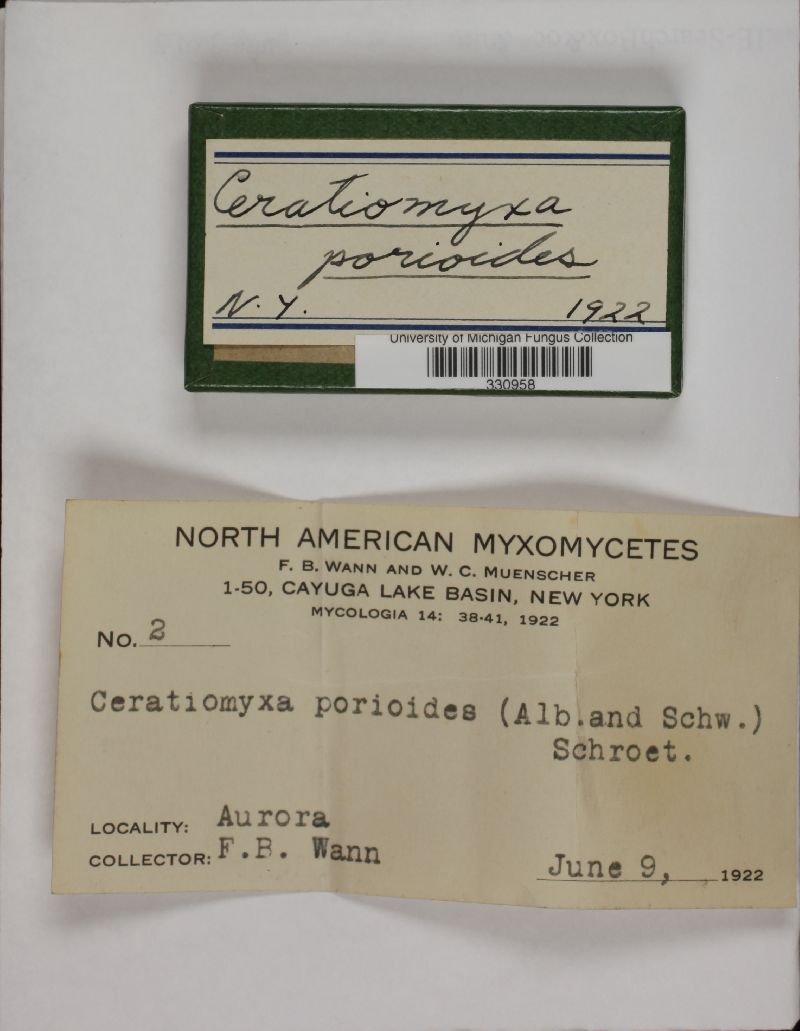 Ceratiomyxa
porioides
N. Y. 1922
University of Michigan Fungus Collection
330958
NORTH AMERICAN MYXOMYCETES
F. B. WANN AND W. C. MUENSCHER
1-50, CAYUGA LAKE BASIN, NEW YORK
MYCOLOGIA 14: 38-41, 1922
No. 2
Ceratiomyxa porioides (Alb.and Schw.)
Schroet.
LOCALITY: Aurora
COLLECTOR: F.B. Wann
June 9, 1922